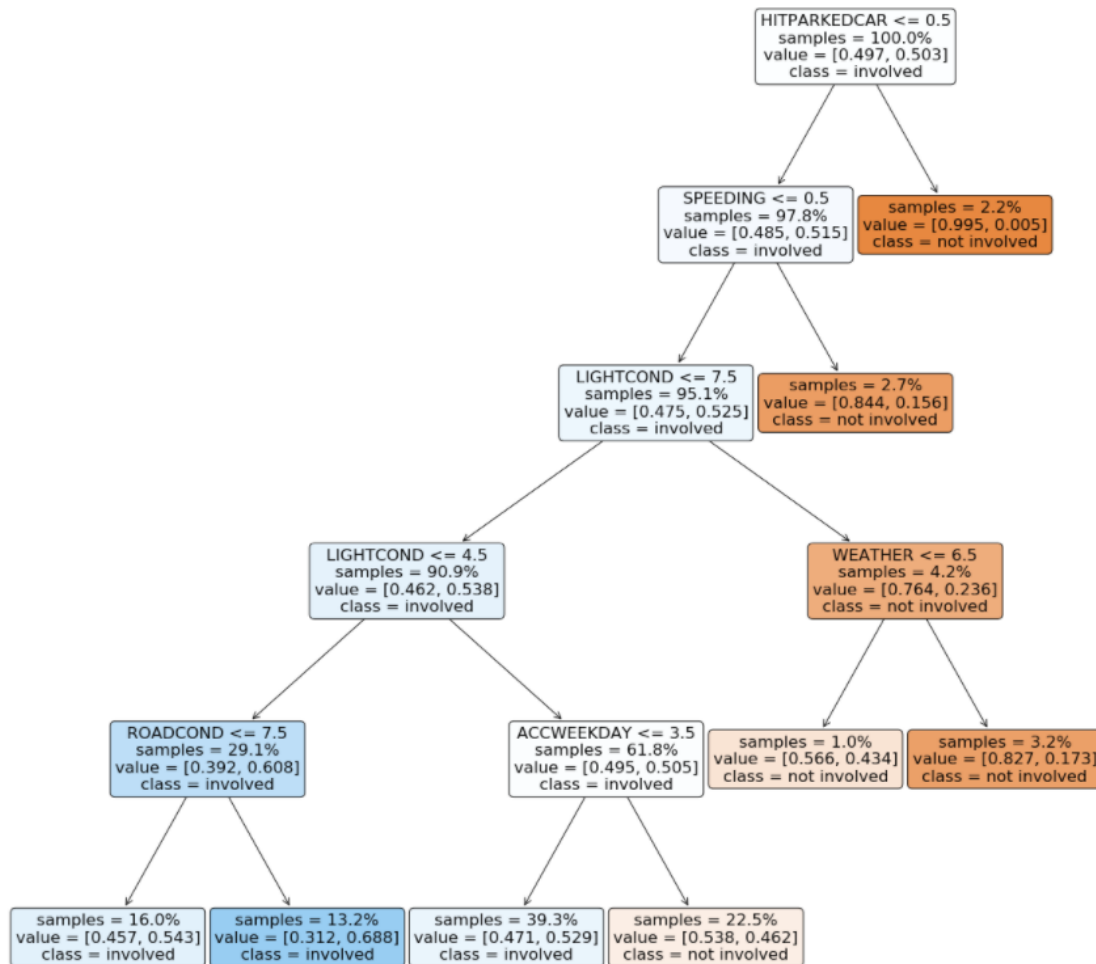 HITPARKEDCAR <= 0.5
samples = 100.0%
value = [0.497, 0.503]
class = involved
SPEEDING <= 0.5
samples = 97.8%
value = [0.485, 0.515]
class = involved
samples = 2.2%
value = [0.995, 0.005]
class = not involved
LIGHTCOND <= 7.5
samples = 95.1%
value = [0.475, 0.525]
class = involved
samples = 2.7%
value = [0.844, 0.156]
class = not involved
LIGHTCOND <= 4.5
samples = 90.9%
value = [0.462, 0.538]
class = involved
WEATHER <= 6.5
samples = 4.2%
value = [0.764, 0.236]
class = not involved
ROADCOND <= 7.5
samples = 29.1%
value = [0.392, 0.608]
class = involved
ACCWEEKDAY <= 3.5
samples = 61.8%
value = [0.495, 0.505]
class = involved
samples = 1.0%
value = [0.566, 0.434]
class = not involved
samples = 3.2%
value = [0.827, 0.173]
class = not involved
samples = 16.0%
value = [0.457, 0.543]
class = involved
samples = 13.2%
value = [0.312, 0.688]
class = involved
samples = 39.3%
value = [0.471, 0.529]
class = involved
samples = 22.5%
value = [0.538, 0.462]
class = not involved